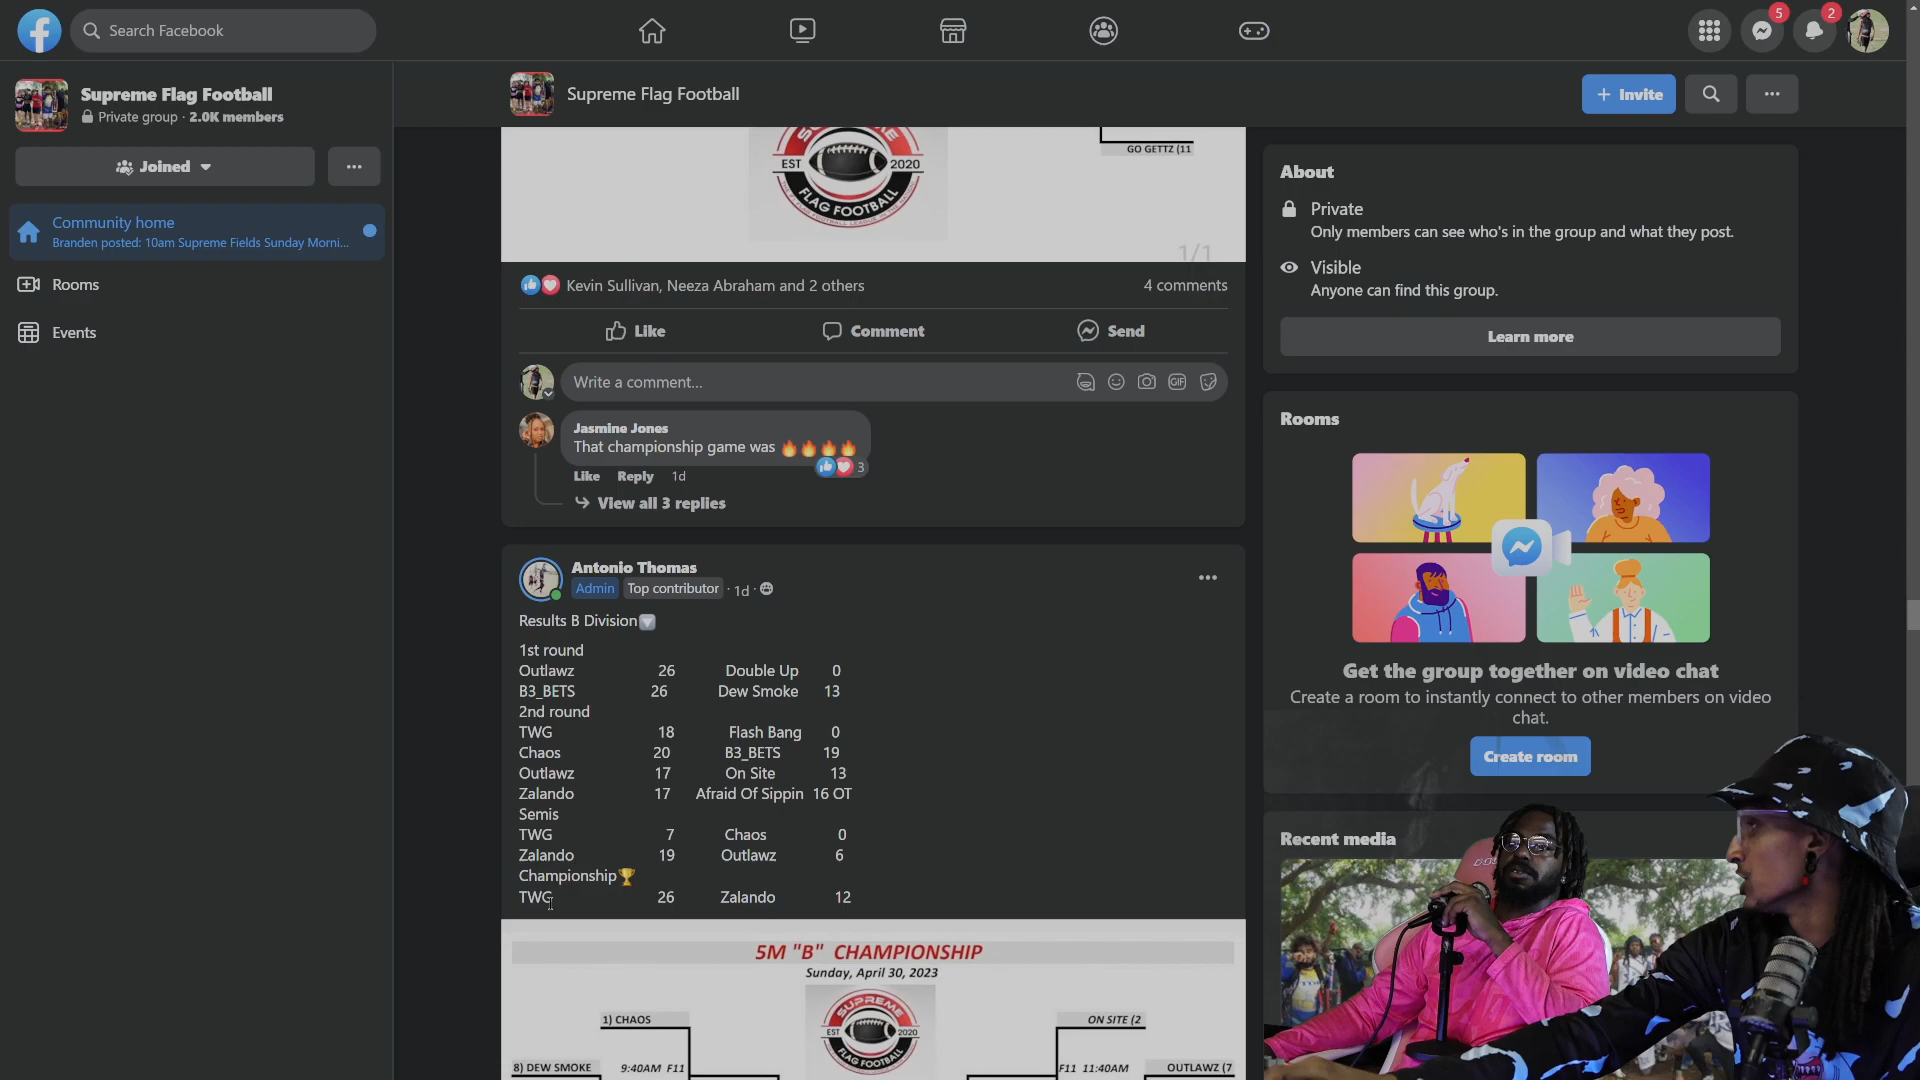 Search Facebook
5
2
Supreme Flag Football
Private group · 2.0K members
Joined
Community home
Branden posted: 10am Supreme Fields Sunday Morni...
Rooms
Events
Supreme Flag Football
+ Invite
SUPREME
EST 2020
FLAG FOOTBALL
GO GETTZ (11
1/1
Kevin Sullivan, Neeza Abraham and 2 others
4 comments
Like Comment Send
Write a comment...
GIF
Jasmine Jones
That championship game was 🔥🔥🔥🔥
3
Like Reply 1d
View all 3 replies
Antonio Thomas
Admin Top contributor · 1d ·
Results B Division🔽
1st round
Outlawz 26 Double Up 0
B3_BETS 26 Dew Smoke 13
2nd round
TWG 18 Flash Bang 0
Chaos 20 B3_BETS 19
Outlawz 17 On Site 13
Zalando 17 Afraid Of Sippin 16 OT
Semis
TWG 7 Chaos 0
Zalando 19 Outlawz 6
Championship🏆
TWG 26 Zalando 12
5M "B" CHAMPIONSHIP
Sunday, April 30, 2023
SUPREME
EST 2020
FLAG FOOTBALL
1) CHAOS
ON SITE (2
8) DEW SMOKE 9:40AM F11
F11 11:40AM OUTLAWZ (7
About
Private
Only members can see who's in the group and what they post.
Visible
Anyone can find this group.
Learn more
Rooms
Get the group together on video chat
Create a room to instantly connect to other members on video
chat.
Create room
Recent media